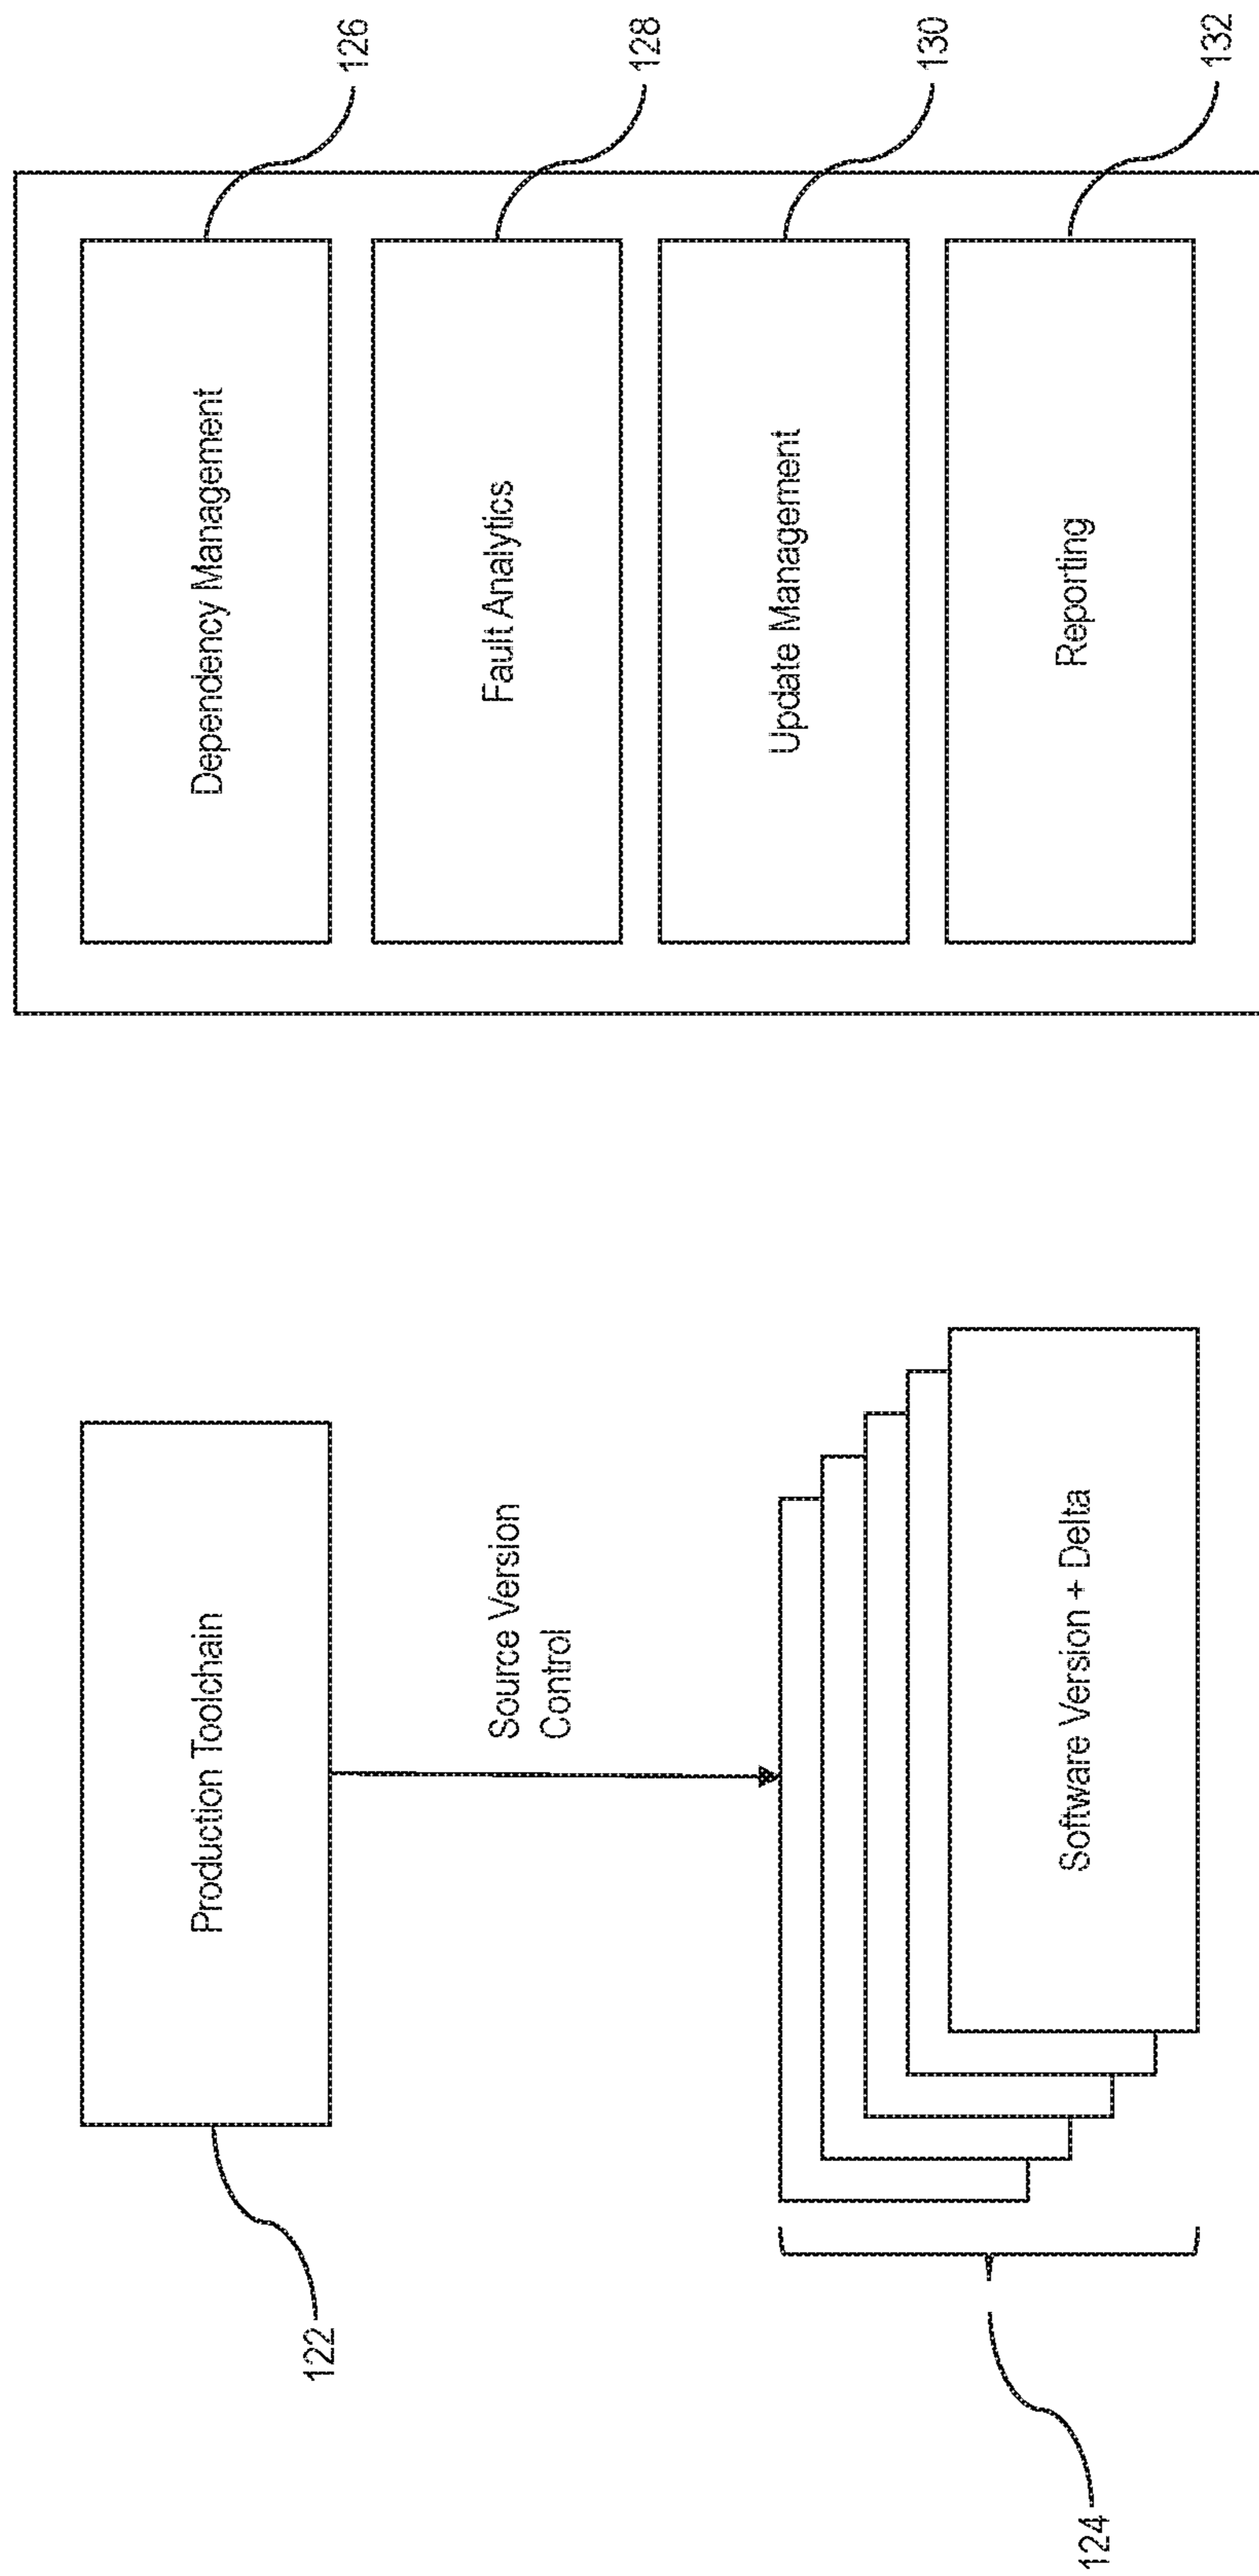 Production Toolchain
122
Source Version
Control
Software Version + Delta
124
Dependency Management
126
Fault Analytics
128
Update Management
130
Reporting
132